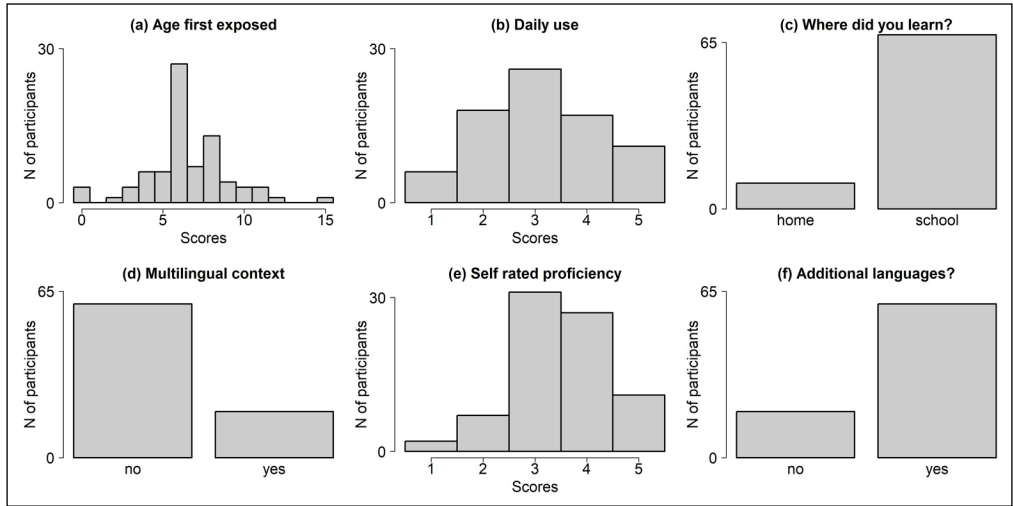 (a) Age first exposed
30
N of participants
0
0 5 10 15
Scores
(b) Daily use
30
N of participants
0
1 2 3 4 5
Scores
(c) Where did you learn?
65
N of participants
0
home school
(d) Multilingual context
65
N of participants
0
no yes
(e) Self rated proficiency
30
N of participants
0
1 2 3 4 5
Scores
(f) Additional languages?
65
N of participants
0
no yes